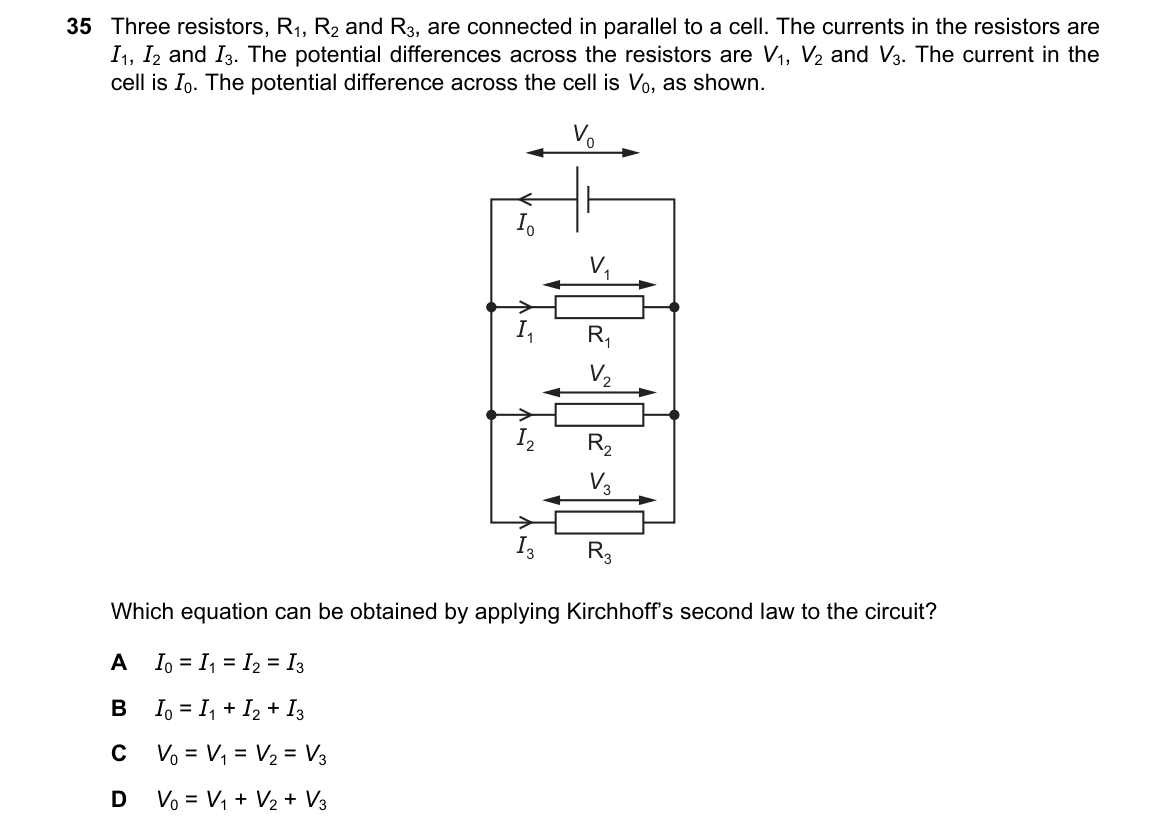 35 Three resistors, R₁, R₂ and R₃, are connected in parallel to a cell. The currents in the resistors are
I₁, I₂ and I₃. The potential differences across the resistors are V₁, V₂ and V₃. The current in the
cell is I₀. The potential difference across the cell is V₀, as shown.
V₀
I₀
V₁
I₁ R₁
V₂
I₂ R₂
V₃
I₃ R₃
Which equation can be obtained by applying Kirchhoff's second law to the circuit?
A I₀ = I₁ = I₂ = I₃
B I₀ = I₁ + I₂ + I₃
C V₀ = V₁ = V₂ = V₃
D V₀ = V₁ + V₂ + V₃